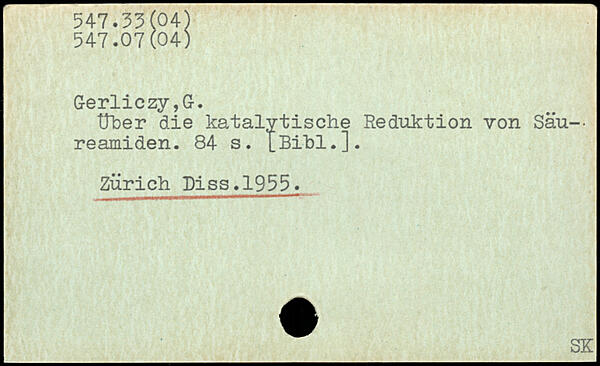 547.33(04)
547.07(04)
Gerliczy,G.
Über die katalytische Reduktion von Säu-
reamiden. 84 s. [Bibl.].
Zürich Diss.1955.
SK